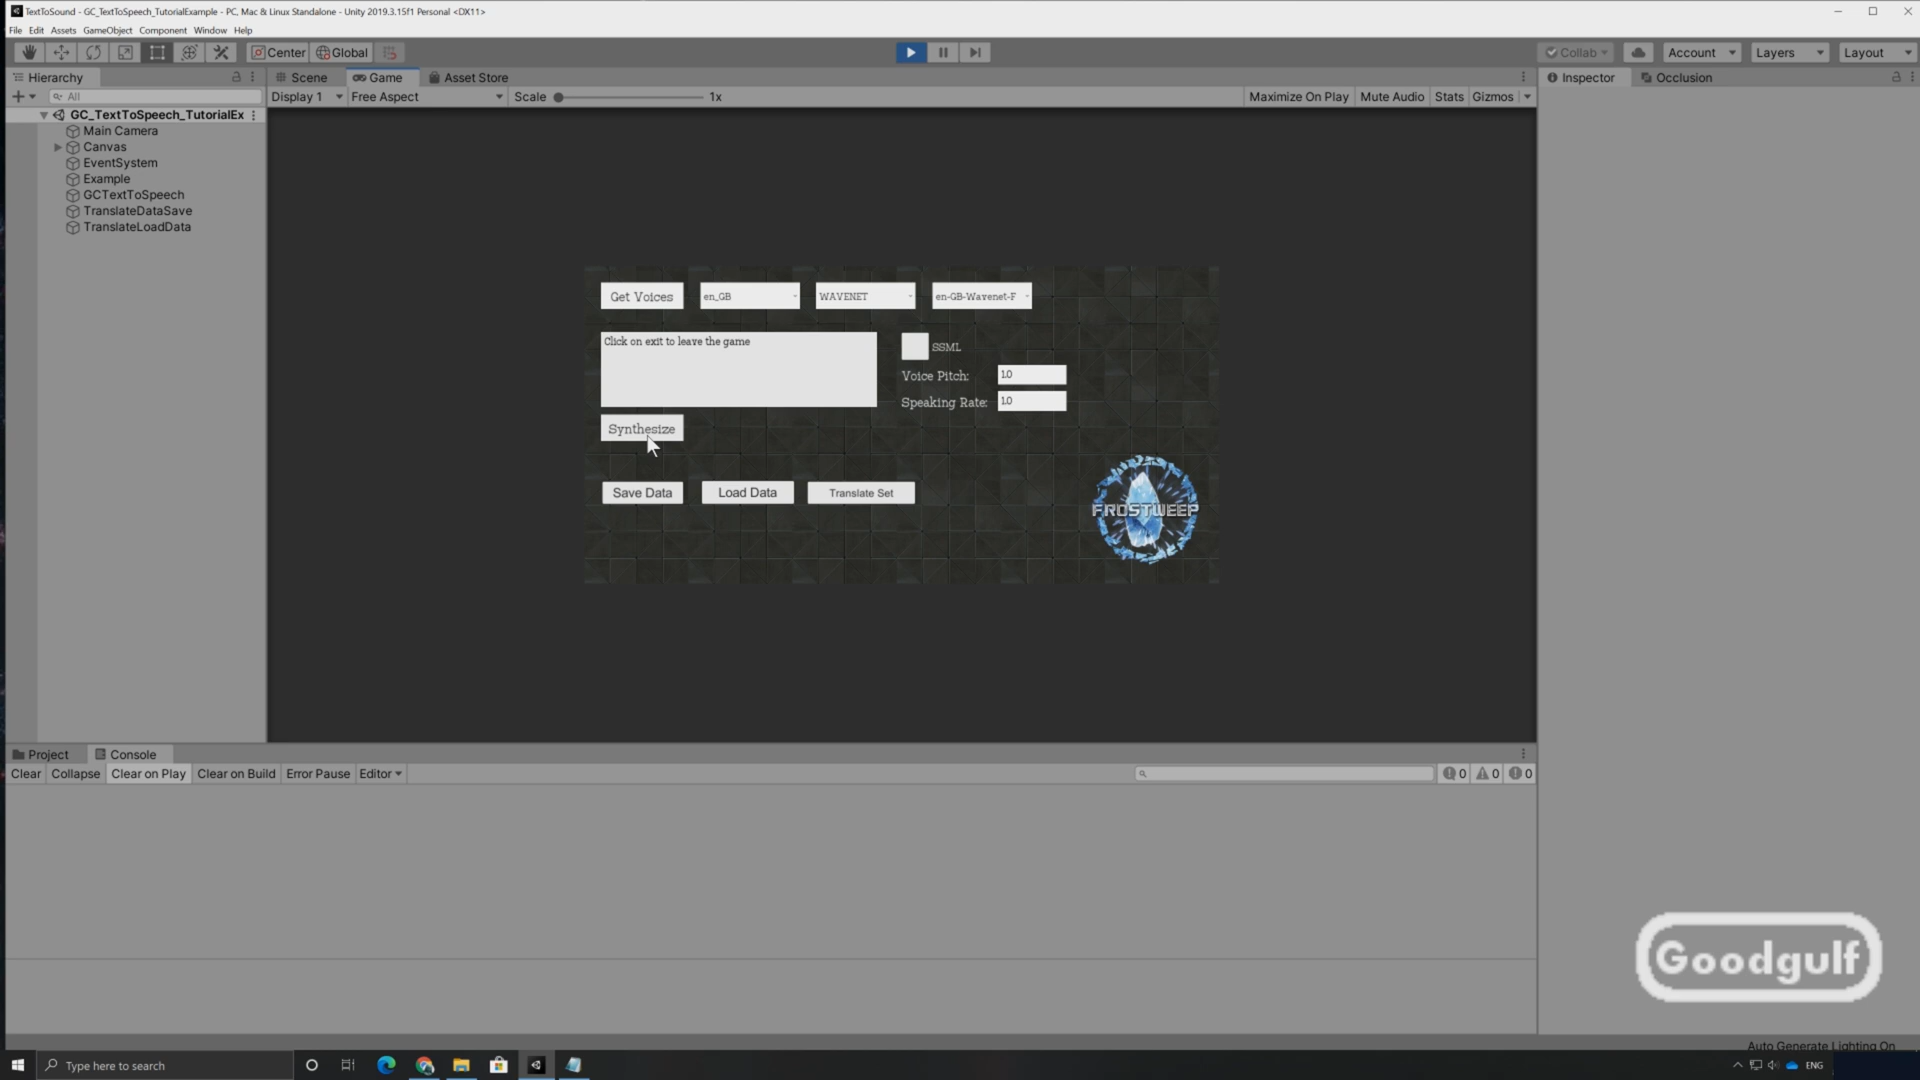 TextToSound - GC_TextToSpeech_TutorialExample - PC, Mac & Linux Standalone - Unity 2019.3.15f1 Personal <DX11>
File Edit Assets GameObject Component Window Help
Center Global Collab Account Layers Layout
Hierarchy Scene Game Asset Store Inspector Occlusion
All Display 1 Free Aspect Scale 1x Maximize On Play Mute Audio Stats Gizmos
GC_TextToSpeech_TutorialEx
Main Camera
Canvas
EventSystem
Example
GCTextToSpeech
TranslateDataSave
TranslateLoadData
Get Voices en_GB WAVENET en-GB-Wavenet-F
Click on exit to leave the game
SSML
Voice Pitch: 1.0
Speaking Rate: 1.0
Synthesize
Save Data Load Data Translate Set
FROSTWEEP
Project Console
Clear Collapse Clear on Play Clear on Build Error Pause Editor 0 0 0
Goodgulf
Auto Generate Lighting On
Type here to search ENG